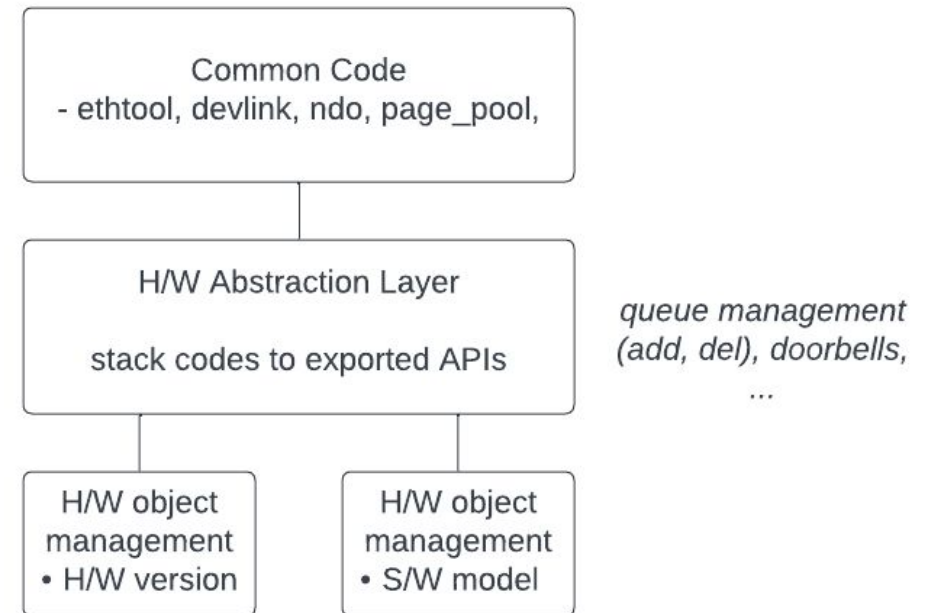 Common Code
- ethtool, devlink, ndo, page_pool,
H/W Abstraction Layer
stack codes to exported APIs
queue management
(add, del), doorbells,
...
H/W object
management
• H/W version
H/W object
management
• S/W model